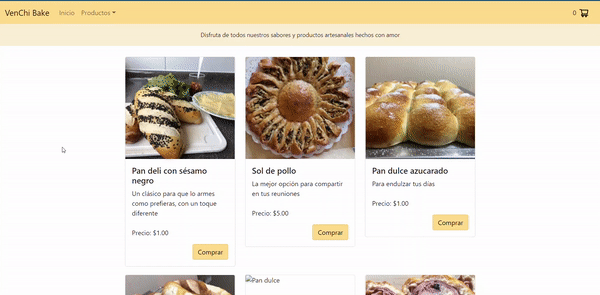 VenChi Bake Inicio Productos 0
Disfruta de todos nuestros sabores y productos artesanales hechos con amor
Pan deli con sésamo
negro
Un clásico para que lo armes
como prefieras, con un toque
diferente
Precio: $1.00
Comprar
Sol de pollo
La mejor opción para compartir
en tus reuniones
Precio: $5.00
Comprar
Pan dulce azucarado
Para endulzar tus días
Precio: $1.00
Comprar
Pan dulce